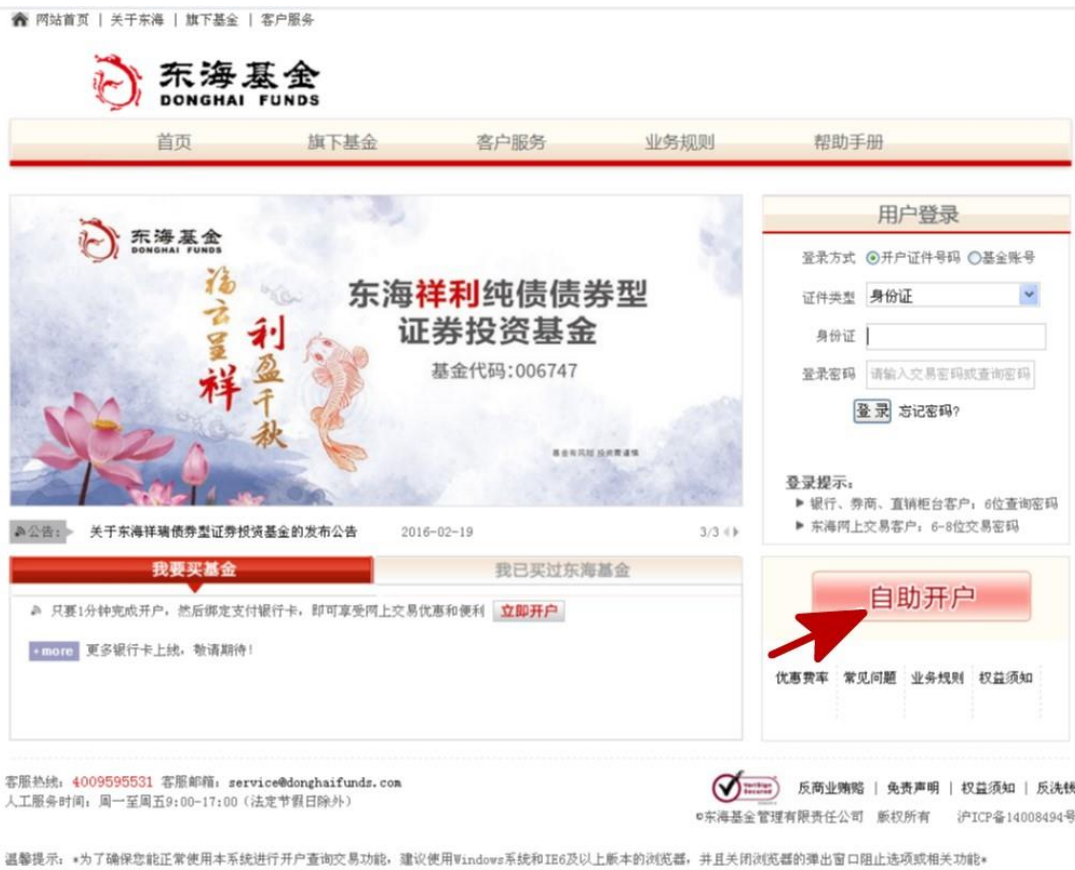 网站首页 | 关于东海 | 旗下基金 | 客户服务
东海基金
DONGHAI FUNDS
首页 旗下基金 客户服务 业务规则 帮助手册
东海基金
DONGHAI FUNDS
福云呈祥
利盈千秋
东海祥利纯债债券型
证券投资基金
基金代码:006747
基金有风险 投资需谨慎
用户登录
登录方式 开户证件号码 基金账号
证件类型 身份证
身份证
登录密码 请输入交易密码或查询密码
登录 忘记密码?
登录提示:
银行、券商、直销柜台客户: 6位查询密码
东海网上交易客户: 6-8位交易密码
公告: 关于东海祥瑞债券型证券投资基金的发布公告 2016-02-19 3/3
我要买基金 我已买过东海基金
只要1分钟完成开户, 然后绑定支付银行卡, 即可享受网上交易优惠和便利 立即开户
+more 更多银行卡上线, 敬请期待!
自助开户
优惠费率 常见问题 业务规则 权益须知
客服热线: 4009595531 客服邮箱: service@donghaifunds.com
人工服务时间: 周一至周五9:00-17:00 (法定节假日除外)
VeriSign
Secured
反商业贿赂 | 免责声明 | 权益须知 | 反洗钱
©东海基金管理有限责任公司 版权所有 沪ICP备14008494号
温馨提示: *为了确保您能正常使用本系统进行开户查询交易功能, 建议使用Windows系统和IE6及以上版本的浏览器, 并且关闭浏览器的弹出窗口阻止选项或相关功能*